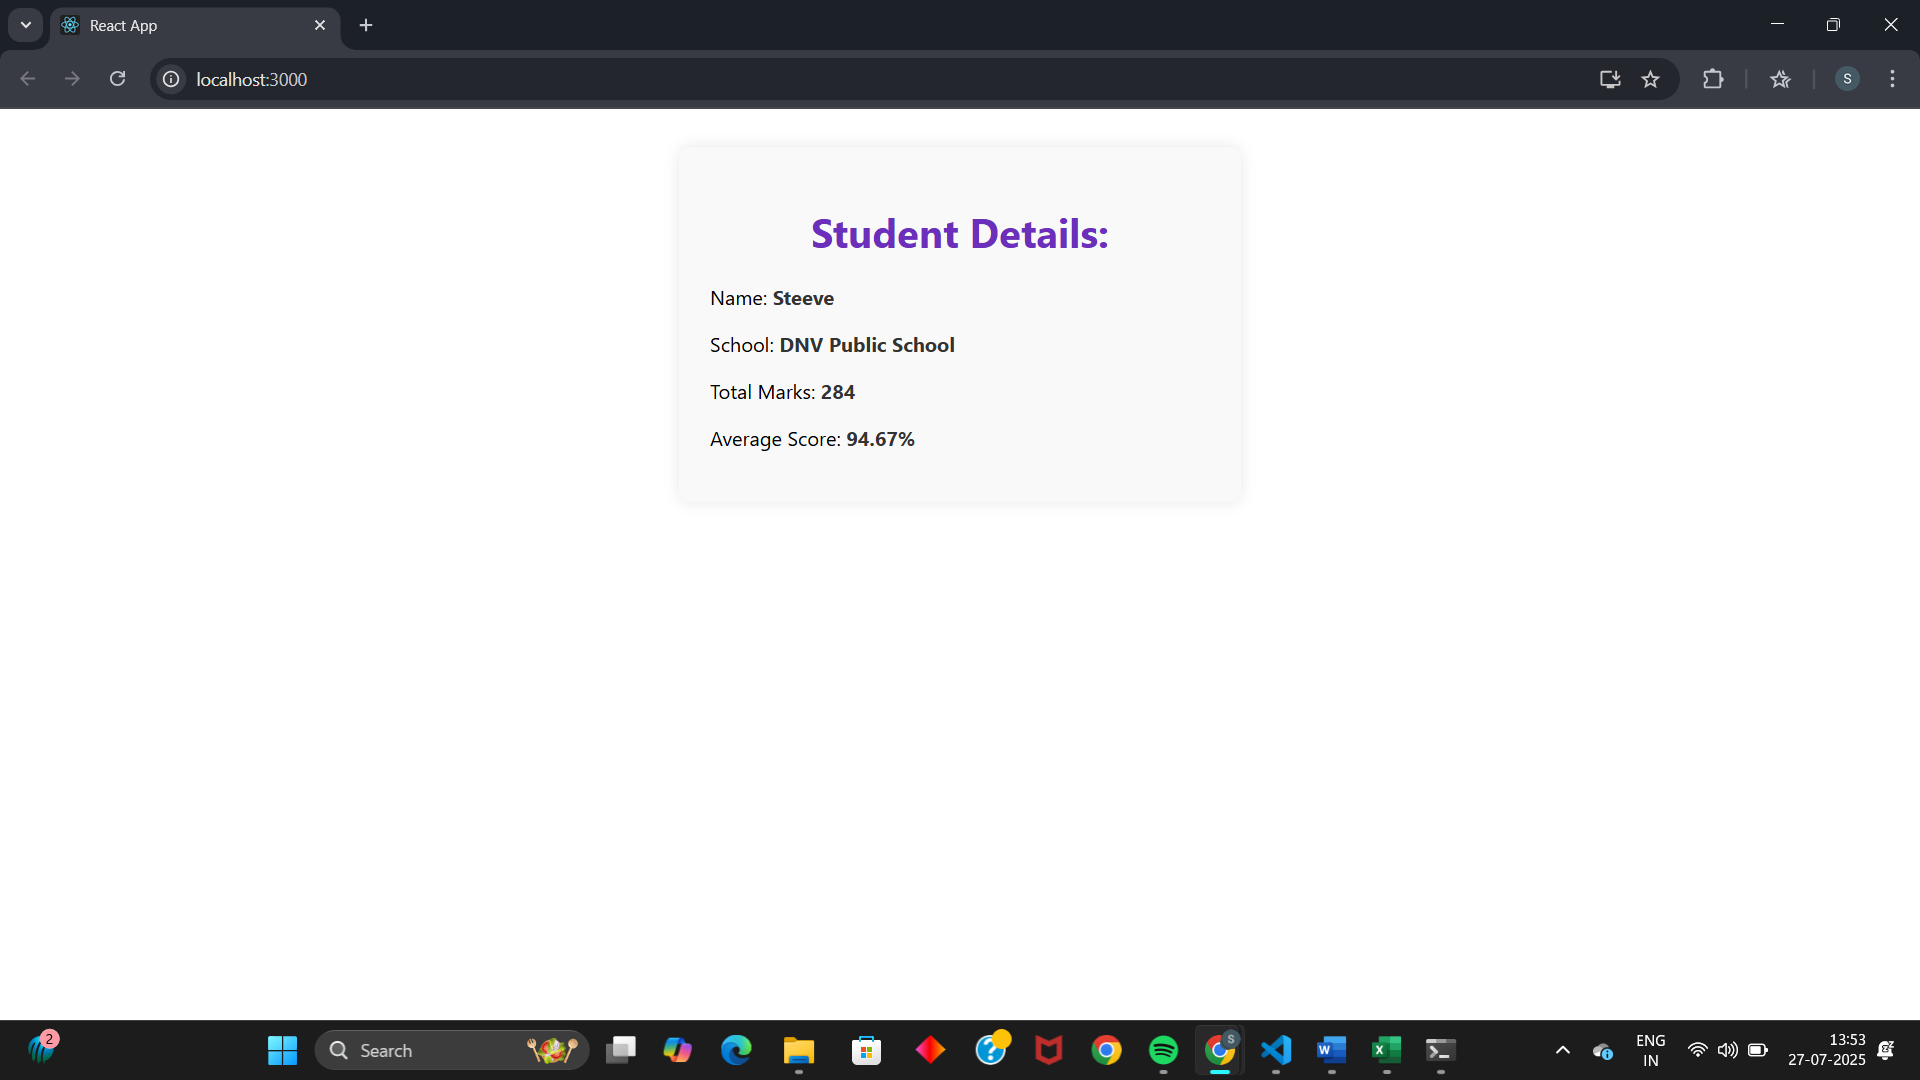 React App
localhost:3000
S
Student Details:
Name: Steeve
School: DNV Public School
Total Marks: 284
Average Score: 94.67%
2
Search
S
ENG
IN
13:53
27-07-2025